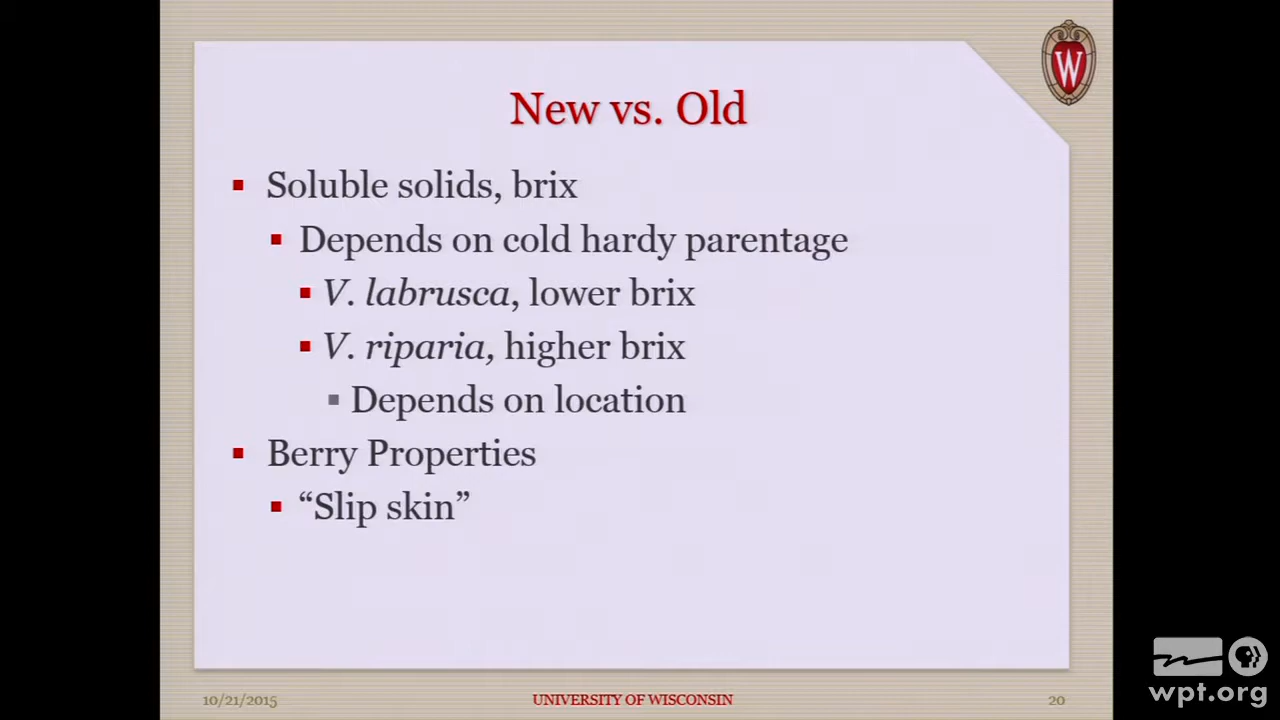 W
New vs. Old
Soluble solids, brix
Depends on cold hardy parentage
V. labrusca, lower brix
V. riparia, higher brix
Depends on location
Berry Properties
“Slip skin”
10/21/2015
UNIVERSITY OF WISCONSIN
20
wpt.org